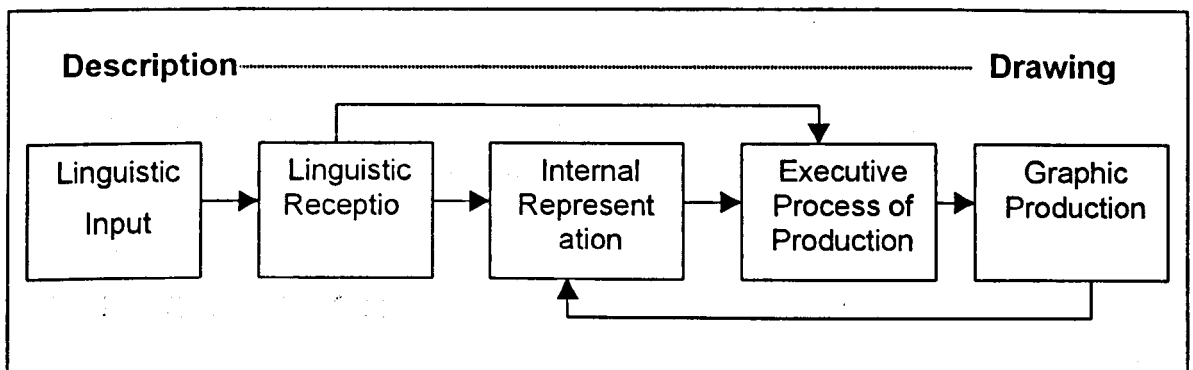 Description
Drawing
Linguistic
Input
Linguistic
Receptio
Internal
Represent
ation
Executive
Process of
Production
Graphic
Production